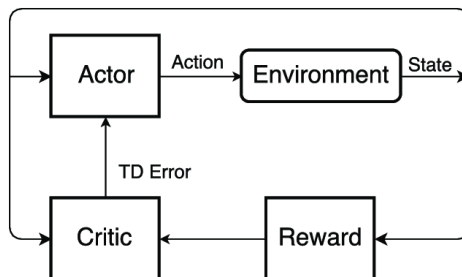 Actor
Action
Environment
State
TD Error
Critic
Reward